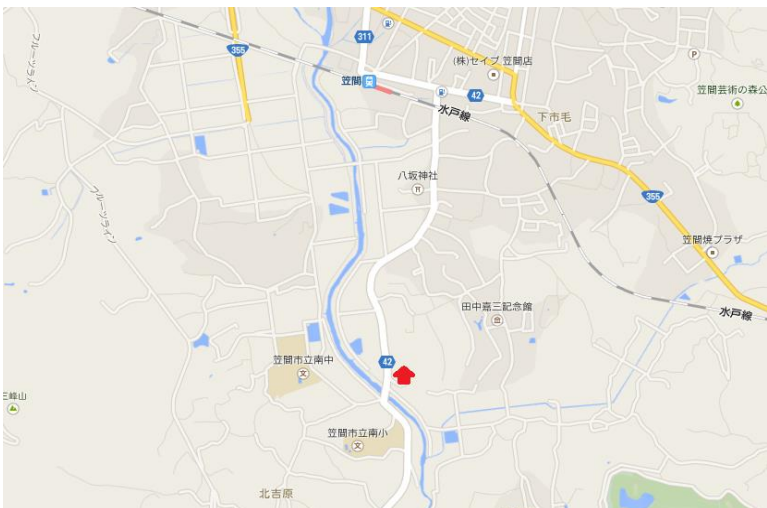 311
355
フルーツライン
(株)セイブ 笠間店
P
笠間
42
笠間芸術の森公
水戸線
下市毛
八坂神社
フルーツライン
355
笠間焼プラザ
田中嘉三記念館
水戸線
42
笠間市立南中
文
三峰山
笠間市立南小
文
北吉原